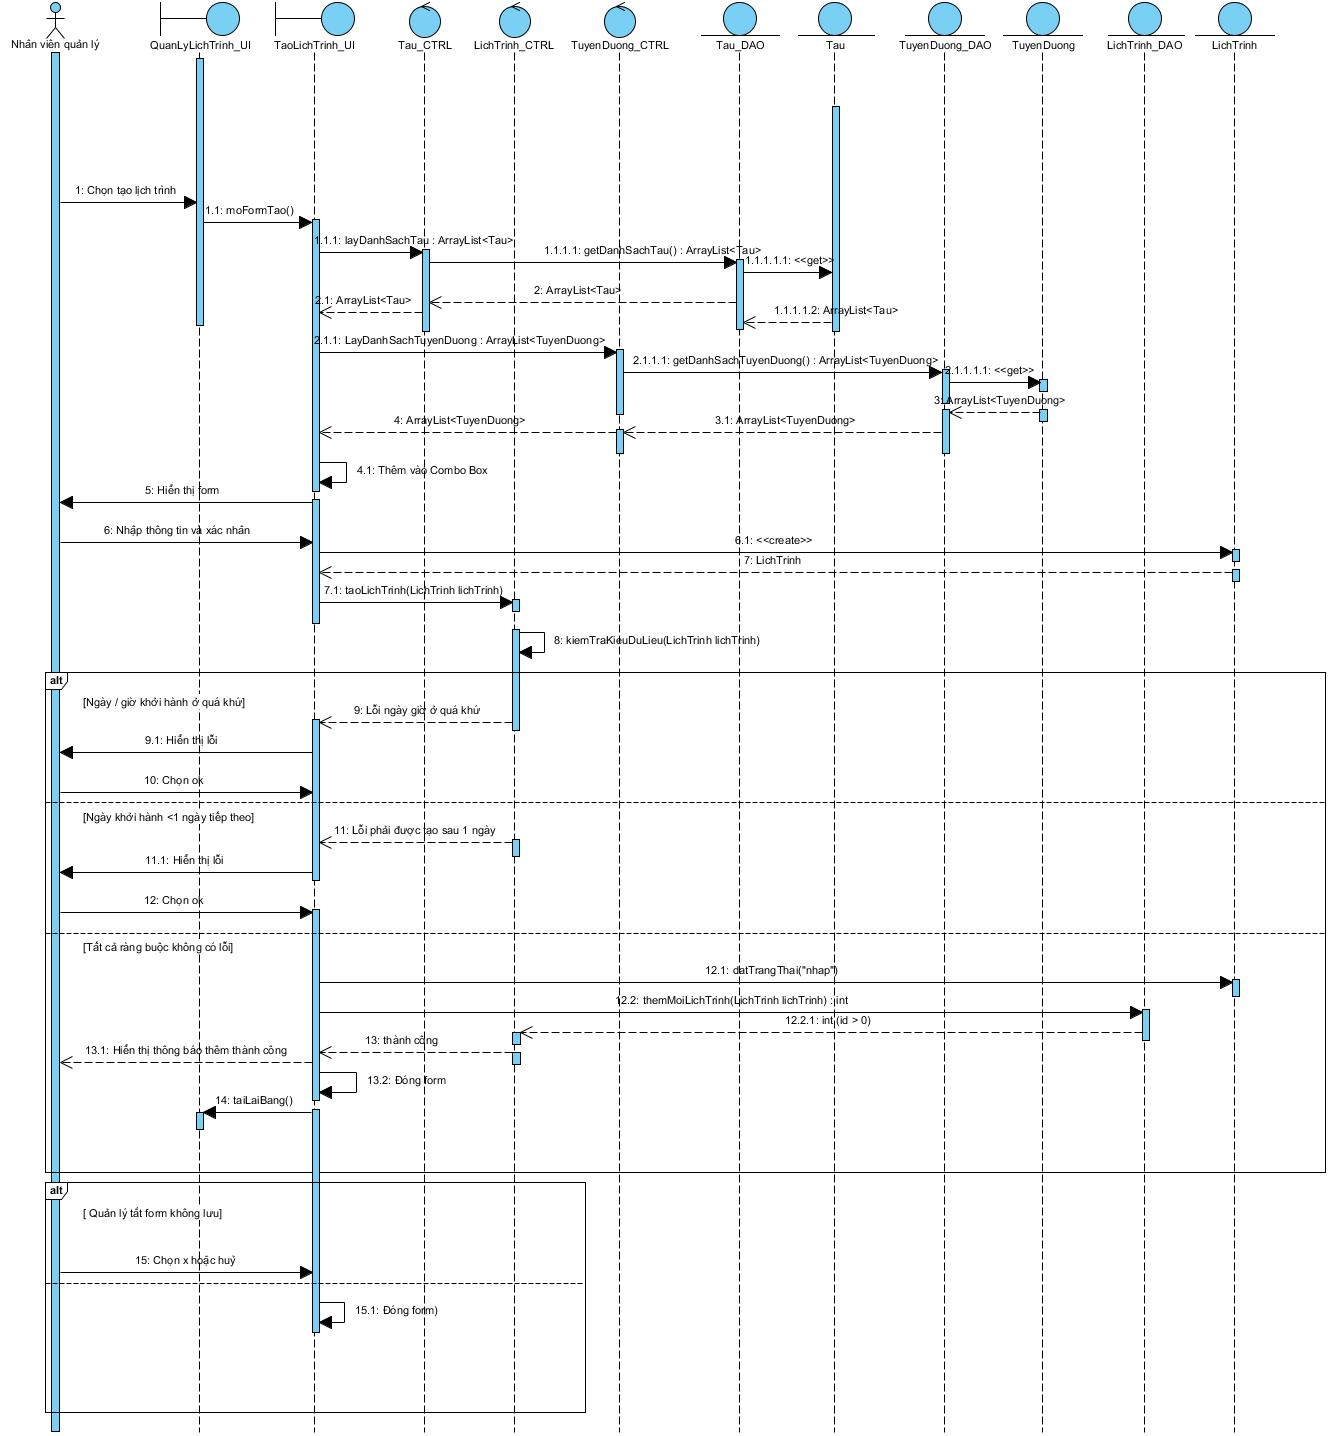 Nhân viên quản lý
QuanLyLichTrinh_UI
TaoLichTrinh_UI
Tau_CTRL
LichTrinh_CTRL
TuyenDuong_CTRL
Tau_DAO
Tau
TuyenDuong_DAO
TuyenDuong
LichTrinh_DAO
LichTrinh
1: Chọn tạo lịch trình
1.1: moFormTao()
1.1.1: layDanhSachTau : ArrayList<Tau>
1.1.1.1: getDanhSachTau() : ArrayList<Tau>
1.1.1.1.1: <<get>>
2: ArrayList<Tau>
2.1: ArrayList<Tau>
1.1.1.1.2: ArrayList<Tau>
2.1.1: LayDanhSachTuyenDuong : ArrayList<TuyenDuong>
2.1.1.1: getDanhSachTuyenDuong() : ArrayList<TuyenDuong>
2.1.1.1.1: <<get>>
3: ArrayList<TuyenDuong>
4: ArrayList<TuyenDuong>
3.1: ArrayList<TuyenDuong>
4.1: Thêm vào Combo Box
5: Hiển thị form
6: Nhập thông tin và xác nhân
6.1: <<create>>
7: LichTrinh
7.1: taoLichTrinh(LichTrinh lichTrinh)
8: kiemTraKieuDuLieu(LichTrinh lichTrinh)
alt
[Ngày / giờ khởi hành ở quá khứ]
9: Lỗi ngày giờ ở quá khứ
9.1: Hiển thị lỗi
10: Chọn ok
[Ngày khởi hành <1 ngày tiếp theo]
11: Lỗi phải được tạo sau 1 ngày
11.1: Hiển thị lỗi
12: Chọn ok
[Tất cả ràng buộc không có lỗi]
12.1: datTrangThai("nhap")
12.2: themMoiLichTrinh(LichTrinh lichTrinh) : int
12.2.1: int (id > 0)
13: thành công
13.1: Hiển thị thông báo thêm thành công
13.2: Đóng form
14: taiLaiBang()
alt
[ Quản lý tắt form không lưu]
15: Chọn x hoặc huỷ
15.1: Đóng form)